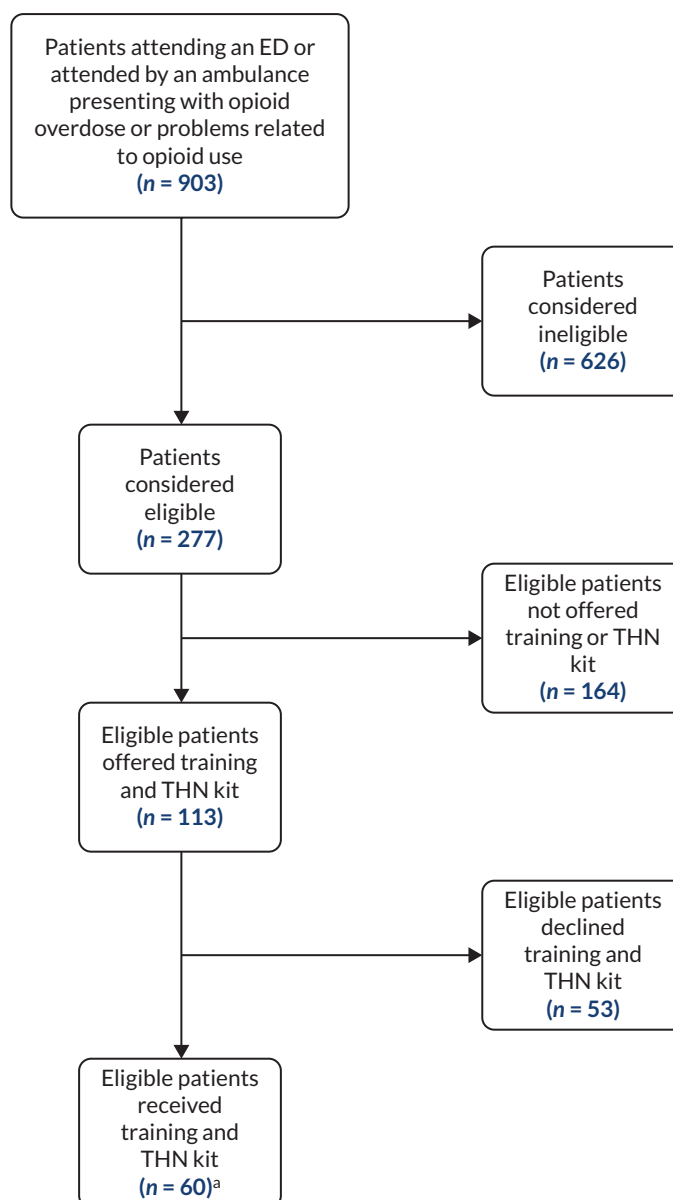 Patients attending an ED or
attended by an ambulance
presenting with opioid
overdose or problems related
to opioid use
(n = 903)
Patients
considered
ineligible
(n = 626)
Patients
considered
eligible
(n = 277)
Eligible patients
not offered
training or THN
kit
(n = 164)
Eligible patients
offered training
and THN kit
(n = 113)
Eligible patients
declined
training and
THN kit
(n = 53)
Eligible patients
received
training and
THN kit
(n = 60)a